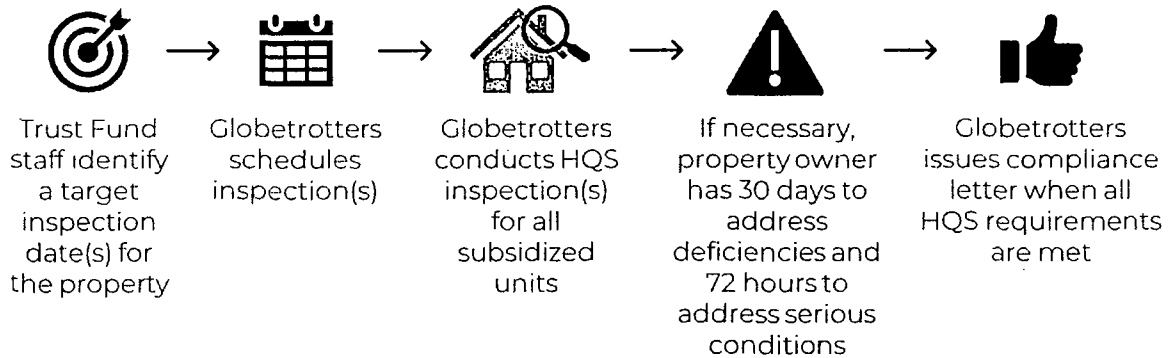 Trust Fund
staff identify
a target
inspection
date(s) for
the property
Globetrotters
schedules
inspection(s)
Globetrotters
conducts HQS
inspection(s)
for all
subsidized
units
If necessary,
property owner
has 30 days to
address
deficiencies and
72 hours to
address serious
conditions
Globetrotters
issues compliance
letter when all
HQS requirements
are met